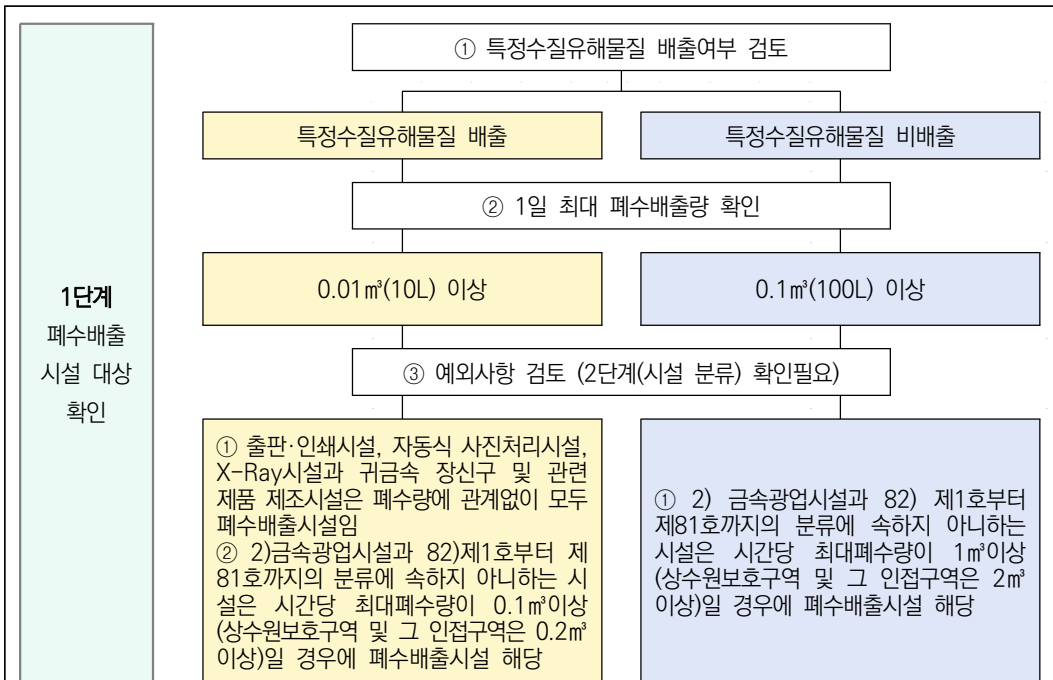 ① 특정수질유해물질 배출여부 검토
특정수질유해물질 배출
특정수질유해물질 비배출
② 1일 최대 폐수배출량 확인
1단계
폐수배출
시설 대상
확인
0.01㎥(10L) 이상
0.1㎥(100L) 이상
③ 예외사항 검토 (2단계(시설 분류) 확인필요)
① 출판·인쇄시설, 자동식 사진처리시설,
X-Ray시설과 귀금속 장신구 및 관련
제품 제조시설은 폐수량에 관계없이 모두
폐수배출시설임
② 2)금속광업시설과 82)제1호부터 제
81호까지의 분류에 속하지 아니하는 시
설은 시간당 최대폐수량이 0.1㎥이상
(상수원보호구역 및 그 인접구역은 0.2㎥
이상)일 경우에 폐수배출시설 해당
① 2) 금속광업시설과 82) 제1호부터
제81호까지의 분류에 속하지 아니하는
시설은 시간당 최대폐수량이 1㎥이상
(상수원보호구역 및 그 인접구역은 2㎥
이상)일 경우에 폐수배출시설 해당